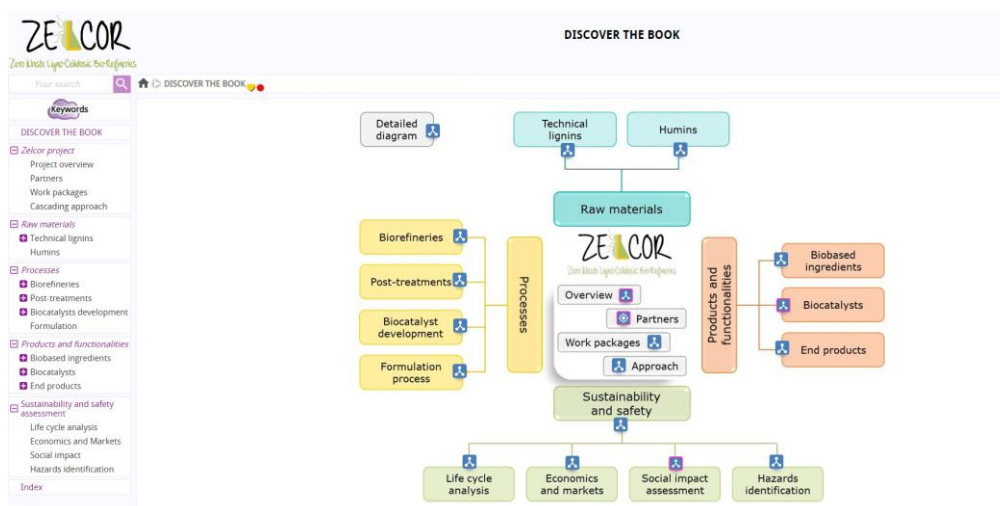 ZELCOR
Zero Waste Ligno-Cellulosic Bio-Refineries
DISCOVER THE BOOK
Your search
DISCOVER THE BOOK
Keywords
DISCOVER THE BOOK
Zelcor project
Project overview
Partners
Work packages
Cascading approach
Raw materials
Technical lignins
Humins
Processes
Biorefineries
Post-treatments
Biocatalysts development
Formulation
Products and functionalities
Biobased ingredients
Biocatalysts
End products
Sustainability and safety
assessment
Life cycle analysis
Economics and Markets
Social impact
Hazards identification
Index
Detailed
diagram
Technical
lignins
Humins
Raw materials
Biorefineries
Post-treatments
Biocatalyst
development
Formulation
process
Processes
ZELCOR
Zero Waste Ligno-Cellulosic Bio-Refineries
Overview
Partners
Work packages
Approach
Products and
functionalities
Biobased
ingredients
Biocatalysts
End products
Sustainability
and safety
Life cycle
analysis
Economics
and markets
Social impact
assessment
Hazards
identification